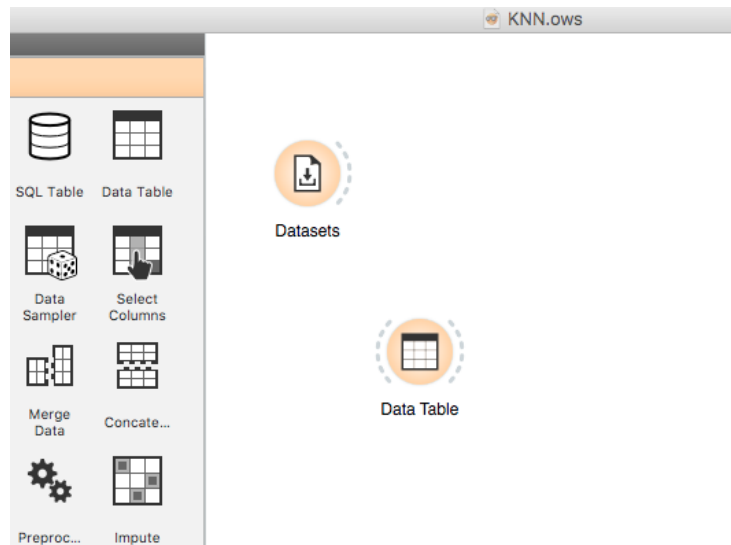 KNN.ows
SQL Table
Data Table
Data
Sampler
Select
Columns
Merge
Data
Concate...
Preproc...
Impute
Datasets
Data Table